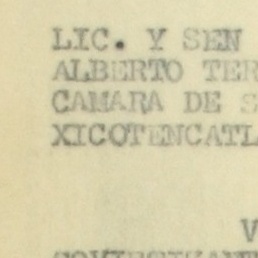 LIC. Y SEN
ALBERTO TER
CAMARA DE S
XICOTENCATL
V